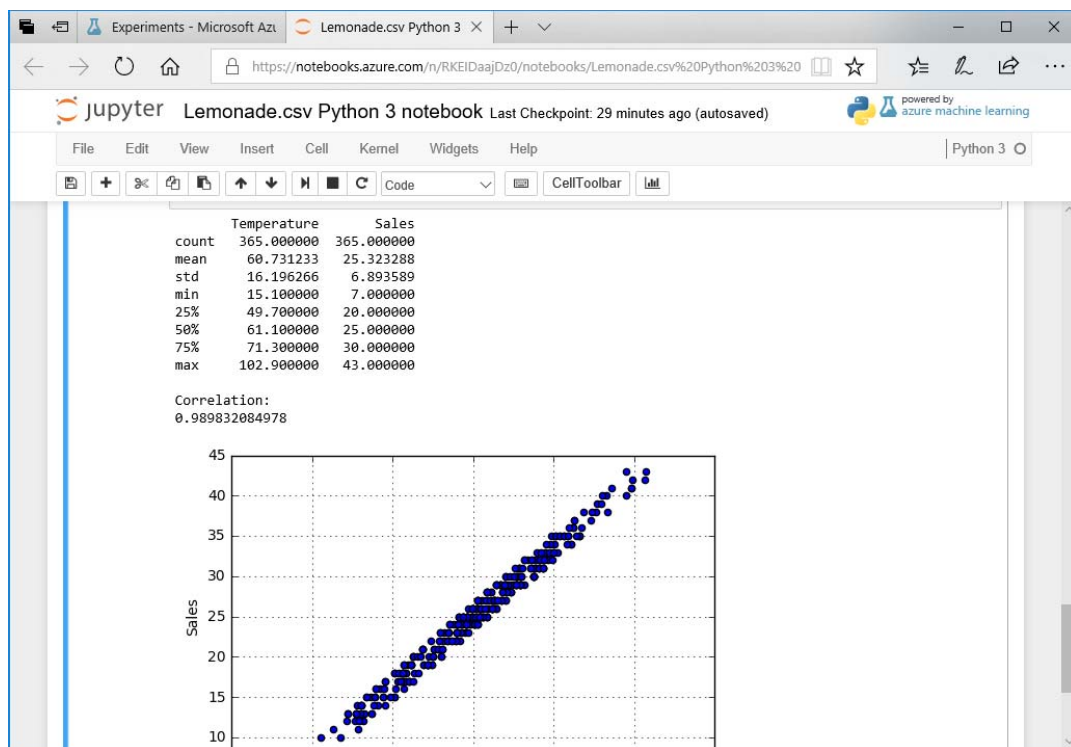 Experiments - Microsoft Azu
Lemonade.csv Python 3
https://notebooks.azure.com/n/RKEIDaajDz0/notebooks/Lemonade.csv%20Python%203%20
jupyter Lemonade.csv Python 3 notebook Last Checkpoint: 29 minutes ago (autosaved)
powered by
azure machine learning
File Edit View Insert Cell Kernel Widgets Help Python 3
Code CellToolbar
Temperature Sales
count 365.000000 365.000000
mean 60.731233 25.323288
std 16.196266 6.893589
min 15.100000 7.000000
25% 49.700000 20.000000
50% 61.100000 25.000000
75% 71.300000 30.000000
max 102.900000 43.000000
Correlation:
0.989832084978
45
40
35
30
25
20
15
10
Sales